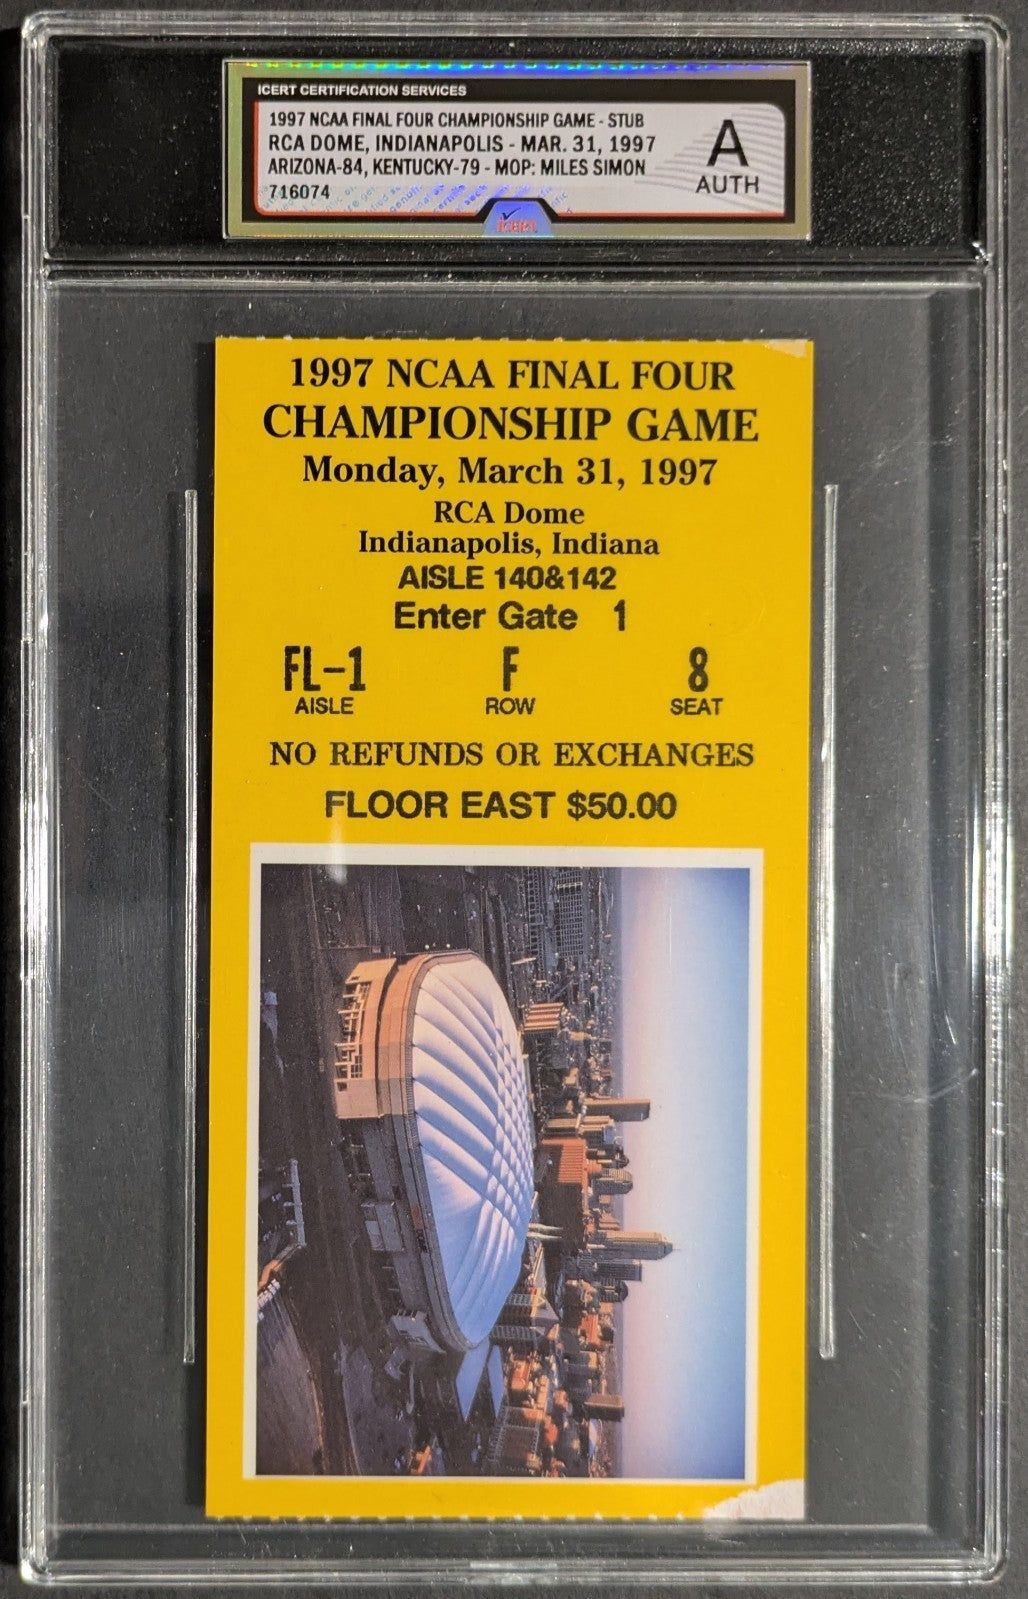 ICERT CERTIFICATION SERVICES
1997 NCAA FINAL FOUR CHAMPIONSHIP GAME - STUB
RCA DOME, INDIANAPOLIS - MAR. 31, 1997
ARIZONA-84, KENTUCKY-79 - MOP: MILES SIMON
716074
A
AUTH
iCERT
1997 NCAA FINAL FOUR
CHAMPIONSHIP GAME
Monday, March 31, 1997
RCA Dome
Indianapolis, Indiana
AISLE 140&142
Enter Gate 1
FL-1 F 8
AISLE ROW SEAT
NO REFUNDS OR EXCHANGES
FLOOR EAST $50.00